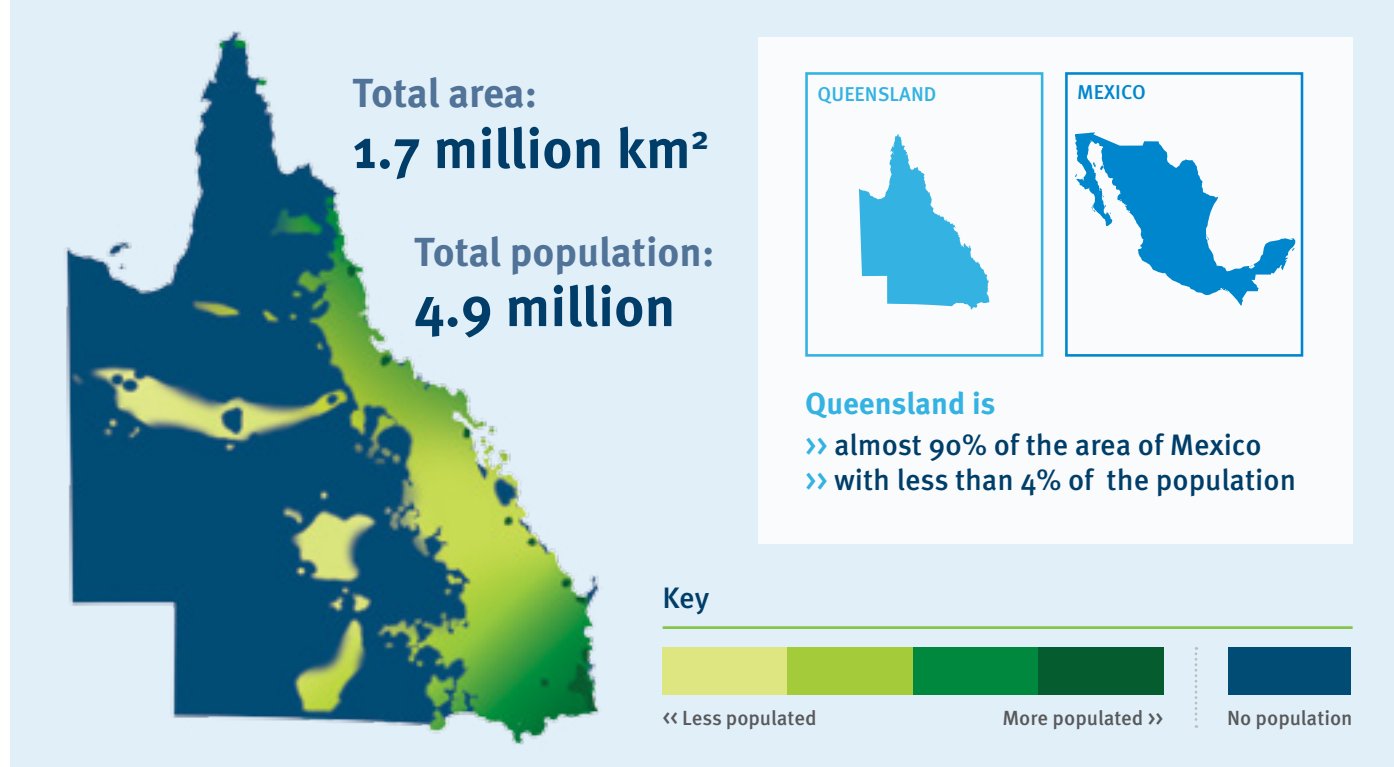 Total area:
1.7 million km²
Total population:
4.9 million
QUEENSLAND
MEXICO
Queensland is
›› almost 90% of the area of Mexico
›› with less than 4% of the population
Key
‹‹ Less populated
More populated ››
No population